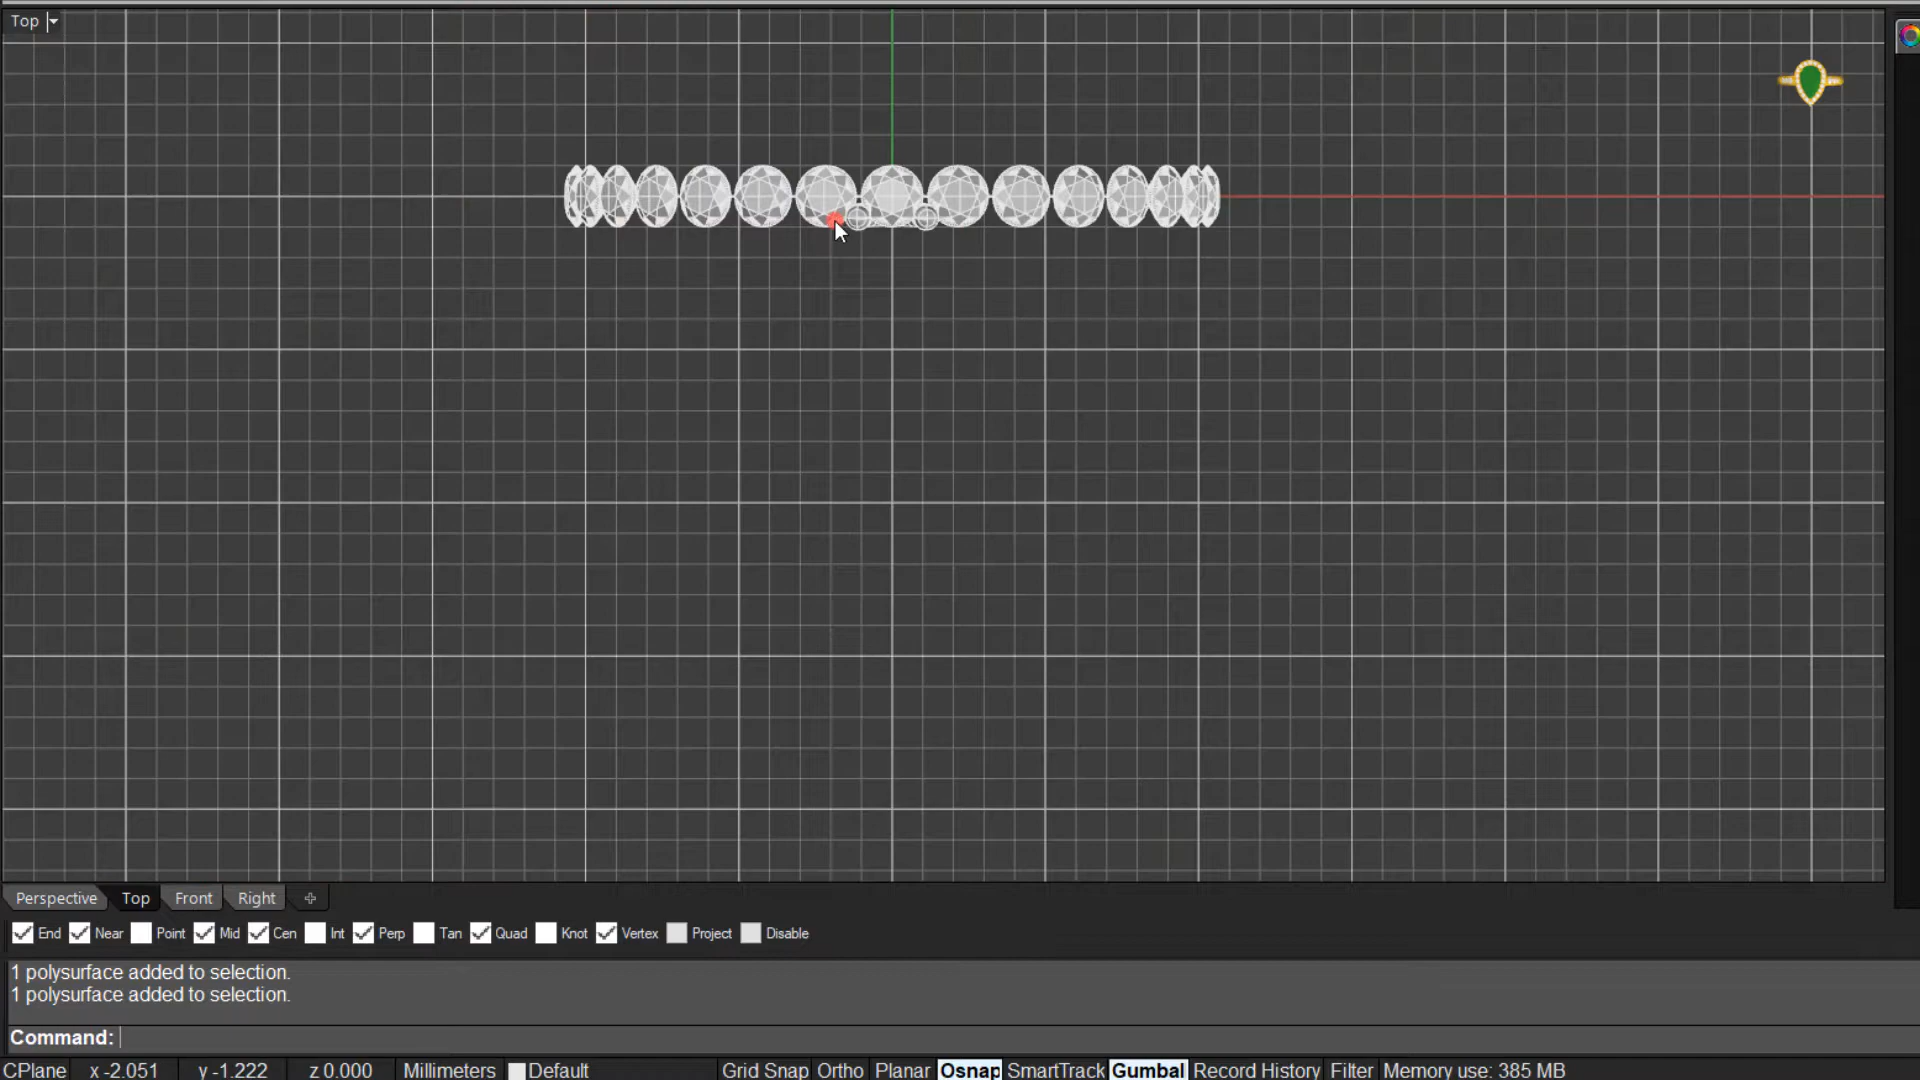 Top
Perspective Top Front Right
End Near Point Mid Cen Int Perp Tan Quad Knot Vertex Project Disable
1 polysurface added to selection.
1 polysurface added to selection.
Command:
CPlane x -2.051 y -1.222 z 0.000 Millimeters Default Grid Snap Ortho Planar Osnap SmartTrack Gumbal Record History Filter Memory use: 385 MB